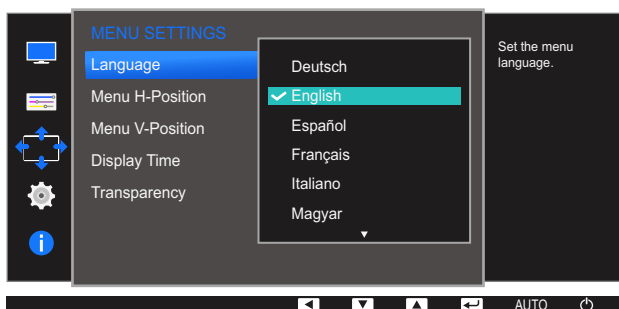 MENU SETTINGS
Language
Menu H-Position
Menu V-Position
Display Time
Transparency
Deutsch
English
Español
Français
Italiano
Magyar
Set the menu
language.
AUTO